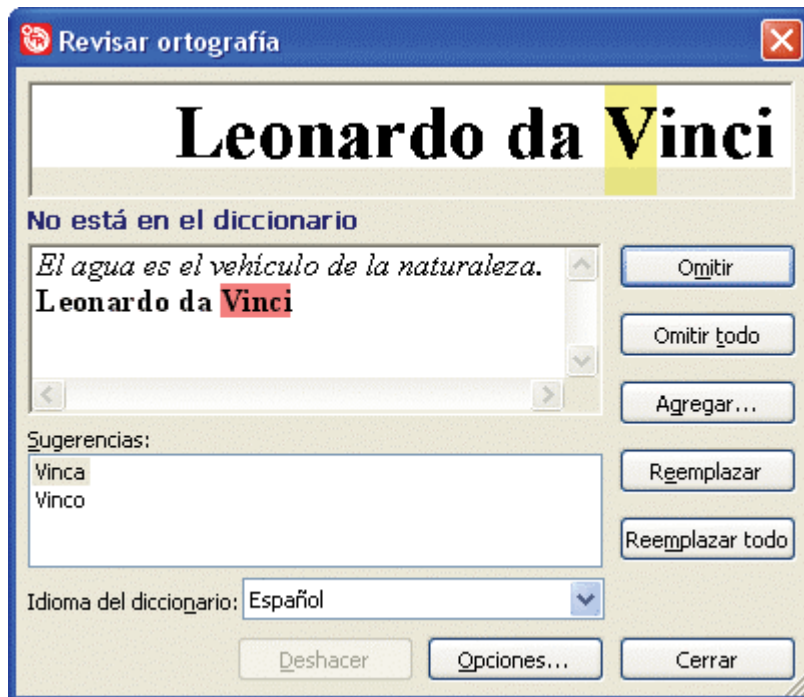 Revisar ortografía
Leonardo da Vinci
No está en el diccionario
El agua es el vehículo de la naturaleza.
Leonardo da Vinci
Omitir
Omitir todo
Agregar...
Sugerencias:
Vinca
Vinco
Reemplazar
Reemplazar todo
Idioma del diccionario: Español
Deshacer Opciones... Cerrar